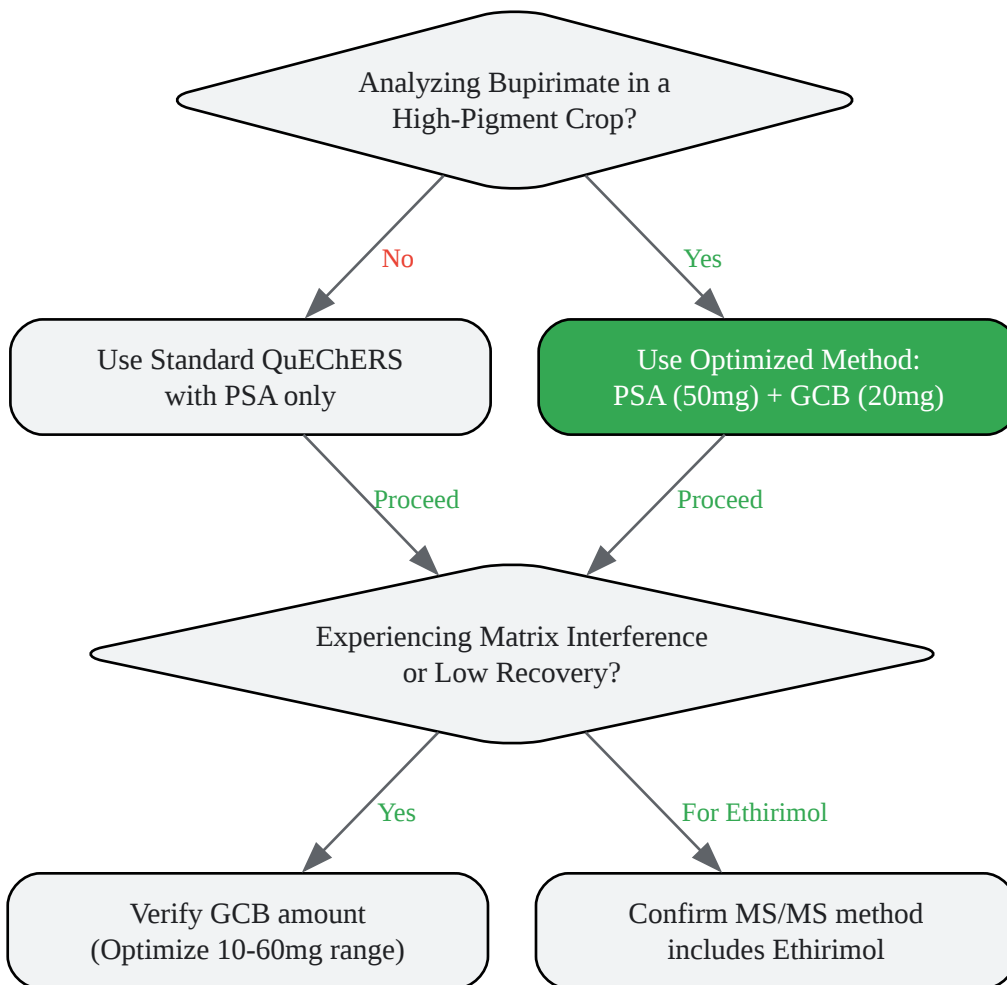 Analyzing Bupirimate in a
High-Pigment Crop?
No
Yes
Use Standard QuEChERS
with PSA only
Use Optimized Method:
PSA (50mg) + GCB (20mg)
Proceed
Proceed
Experiencing Matrix Interference
or Low Recovery?
Yes
For Ethirimol
Verify GCB amount
(Optimize 10-60mg range)
Confirm MS/MS method
includes Ethirimol